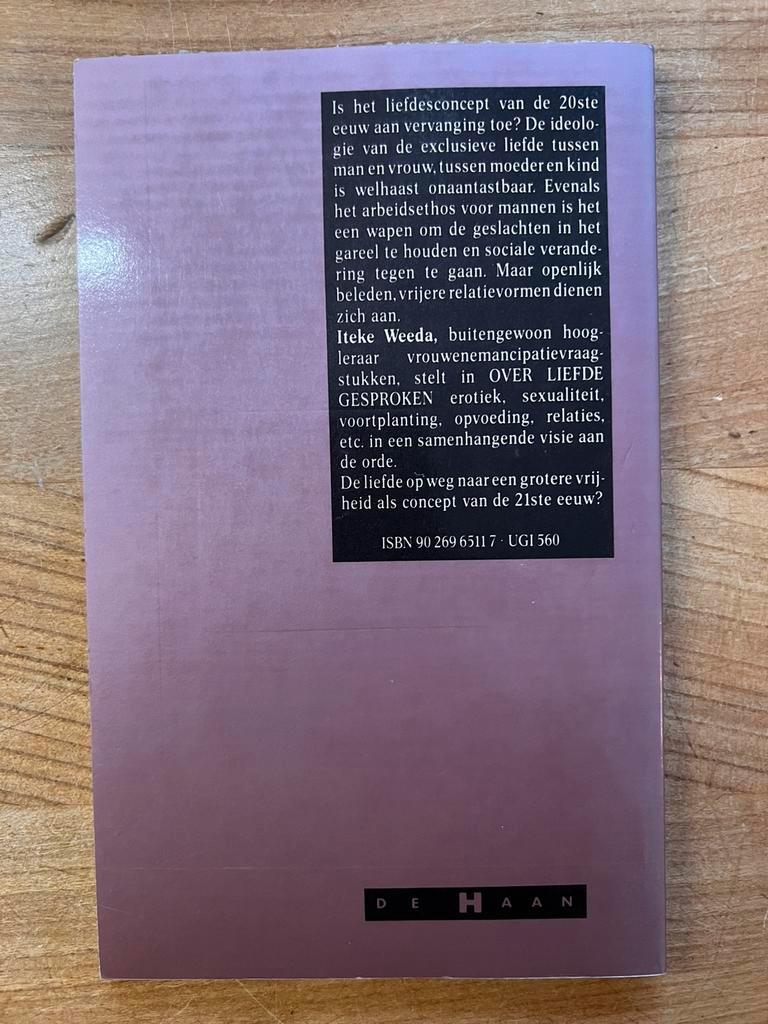 Is het liefdesconcept van de 20ste
eeuw aan vervanging toe? De ideolo-
gie van de exclusieve liefde tussen
man en vrouw, tussen moeder en kind
is welhaast onaantastbaar. Evenals
het arbeidsethos voor mannen is het
een wapen om de geslachten in het
gareel te houden en sociale verande-
ring tegen te gaan. Maar openlijk
beleden, vrijere relatievormen dienen
zich aan.
Iteke Weeda, buitengewoon hoog-
leraar vrouwenemancipatievraag-
stukken, stelt in OVER LIEFDE
GESPROKEN erotiek, sexualiteit,
voortplanting, opvoeding, relaties,
etc. in een samenhangende visie aan
de orde.
De liefde op weg naar een grotere vrij-
heid als concept van de 21ste eeuw?
ISBN 90 269 6511 7 · UGI 560
DE HAAN